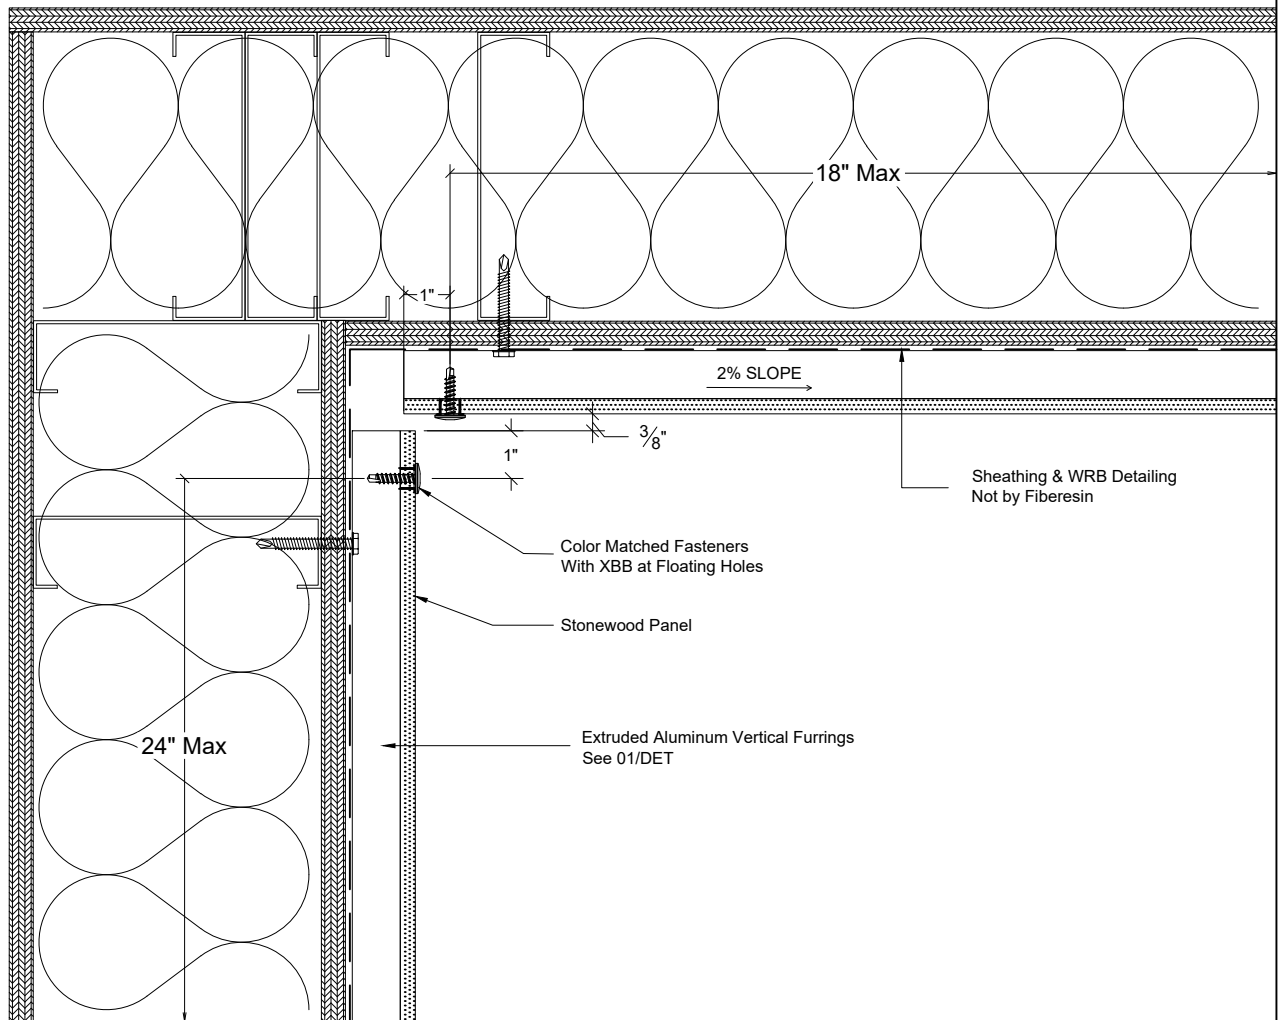 18" Max
1"
2% SLOPE
3/8"
1"
Sheathing & WRB Detailing
Not by Fiberesin
Color Matched Fasteners
With XBB at Floating Holes
Stonewood Panel
24" Max
Extruded Aluminum Vertical Furrings
See 01/DET